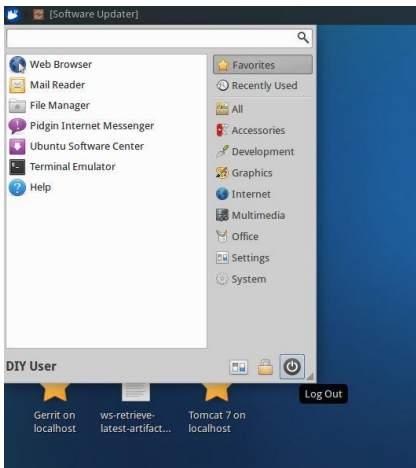 [Software Updater]
Web Browser
Mail Reader
File Manager
Pidgin Internet Messenger
Ubuntu Software Center
Terminal Emulator
Help
Favorites
Recently Used
All
Accessories
Development
Graphics
Internet
Multimedia
Office
Settings
System
DIY User
Log Out
Gerrit on
localhost
ws-retrieve-
latest-artifact...
Tomcat 7 on
localhost